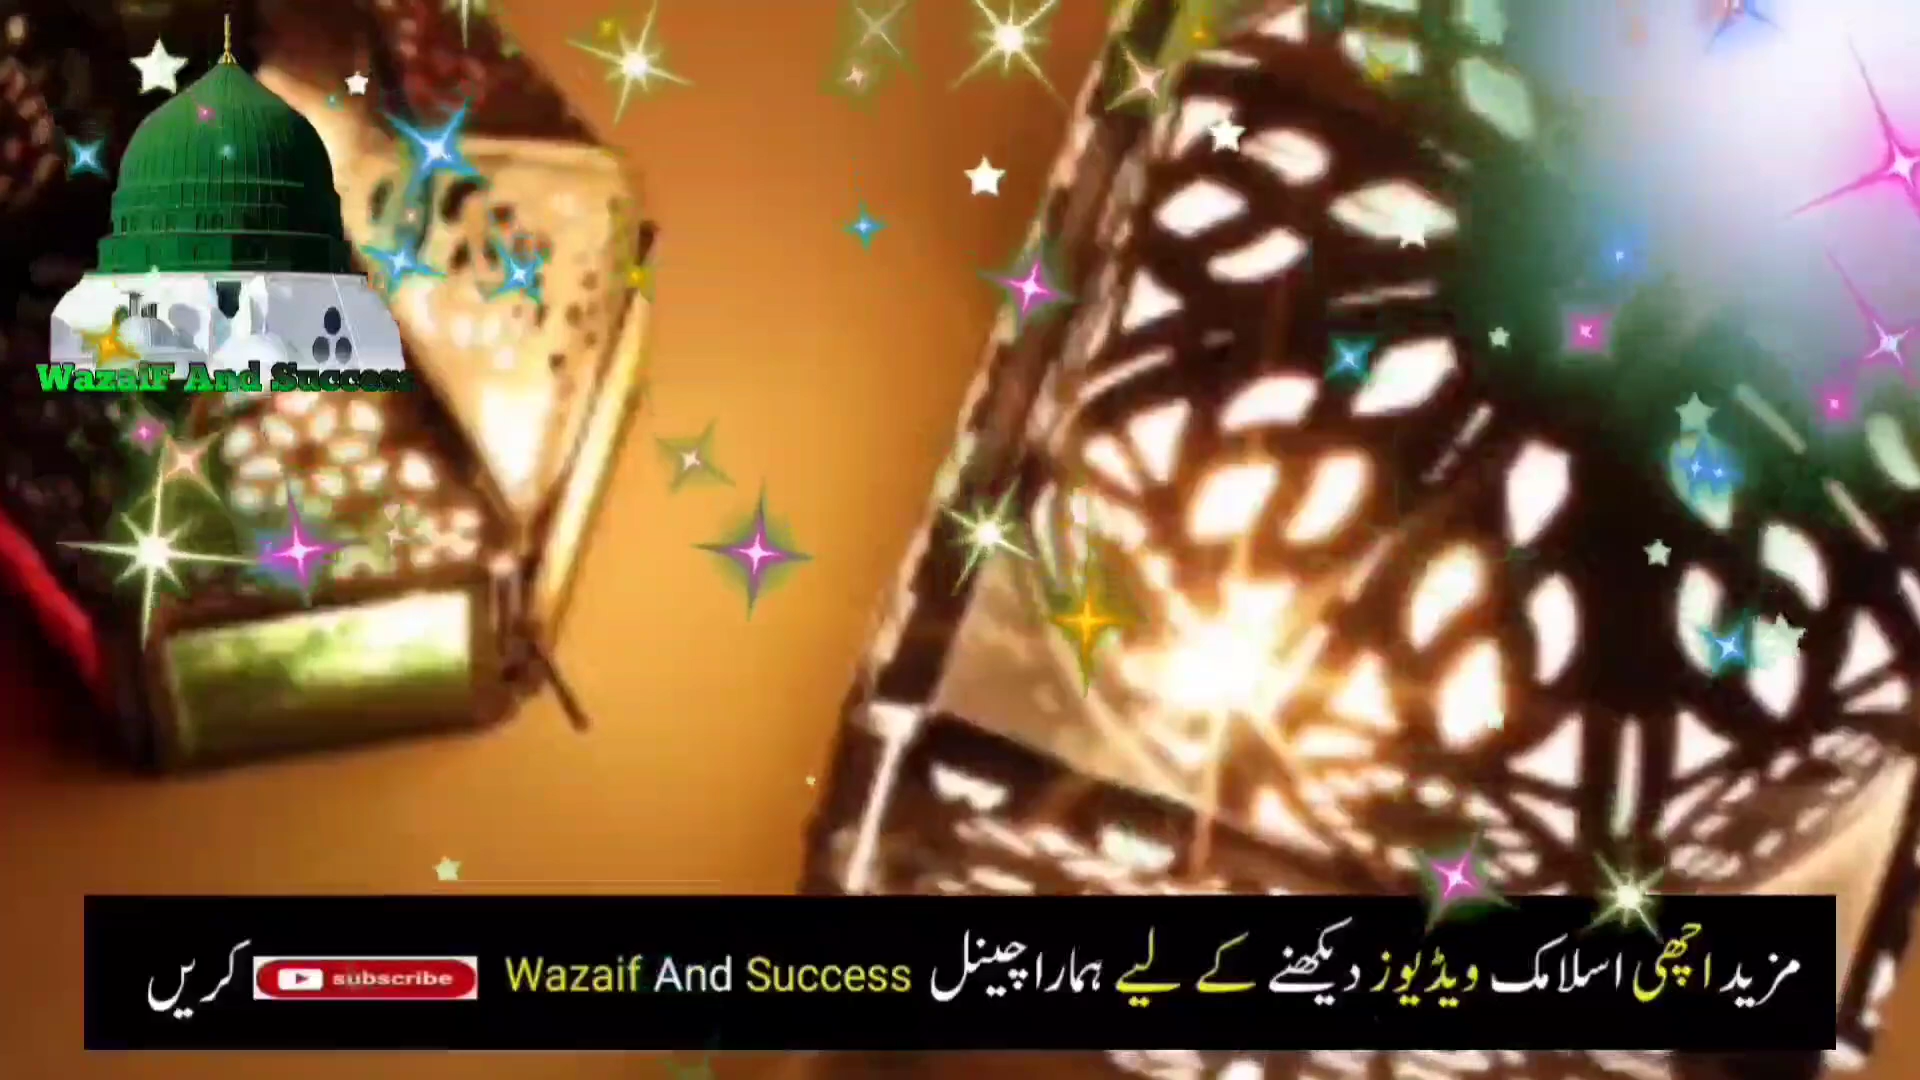 WazaiF And Success
مزید اچھی اسلامک ویڈیوز دیکھنے کے لیے ہمارا چینل Wazaif And Success subscribe کریں